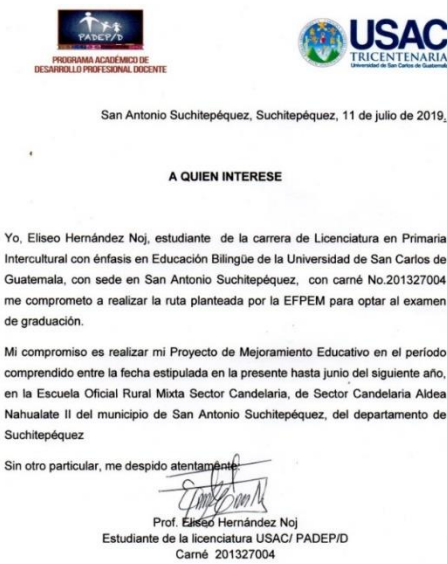 PADEP/D
PROGRAMA ACADÉMICO DE
DESARROLLO PROFESIONAL DOCENTE
USAC
TRICENTENARIA
Universidad de San Carlos de Guatemala
San Antonio Suchitepéquez, Suchitepéquez, 11 de julio de 2019.
A QUIEN INTERESE
Yo, Eliseo Hernández Noj, estudiante de la carrera de Licenciatura en Primaria
Intercultural con énfasis en Educación Bilingüe de la Universidad de San Carlos de
Guatemala, con sede en San Antonio Suchitepéquez, con carné No.201327004
me comprometo a realizar la ruta planteada por la EFPEM para optar al examen
de graduación.
Mi compromiso es realizar mi Proyecto de Mejoramiento Educativo en el período
comprendido entre la fecha estipulada en la presente hasta junio del siguiente año,
en la Escuela Oficial Rural Mixta Sector Candelaria, de Sector Candelaria Aldea
Nahualate II del municipio de San Antonio Suchitepéquez, del departamento de
Suchitepéquez
Sin otro particular, me despido atentamente:
Prof. Eliseo Hernández Noj
Estudiante de la licenciatura USAC/ PADEP/D
Carné 201327004